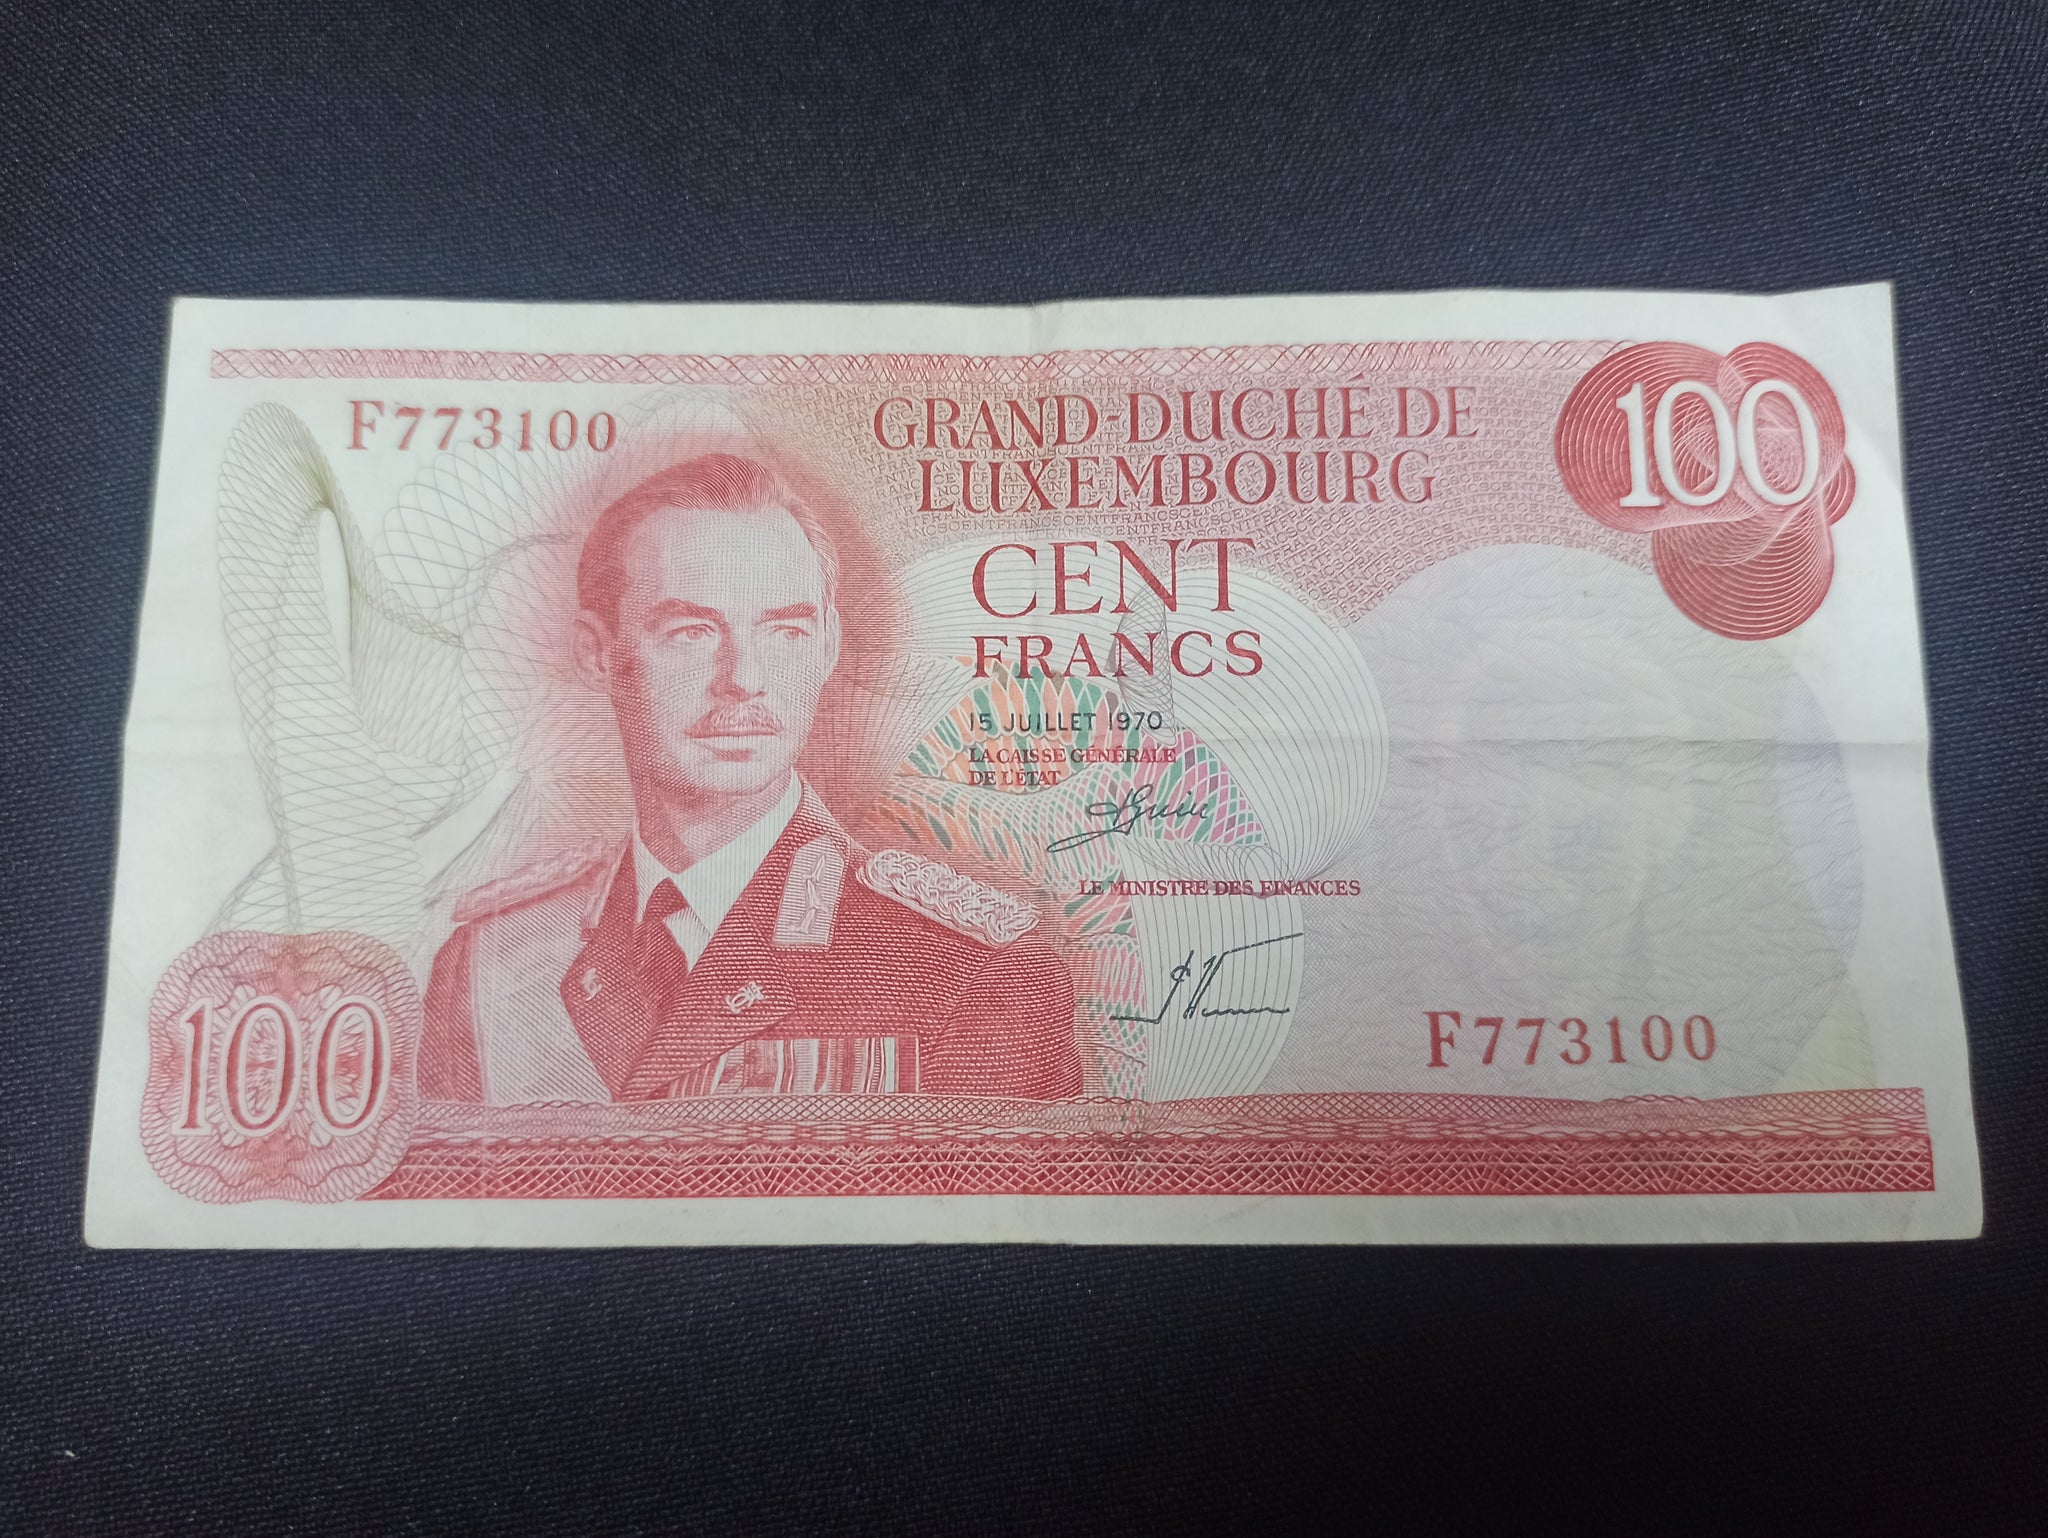 F773100
GRAND-DUCHÉ DE
LUXEMBOURG
100
CENT
FRANCS
15 JUILLET 1970
LA CAISSE GÉNÉRALE
DE L'ÉTAT
LE MINISTRE DES FINANCES
F773100
100